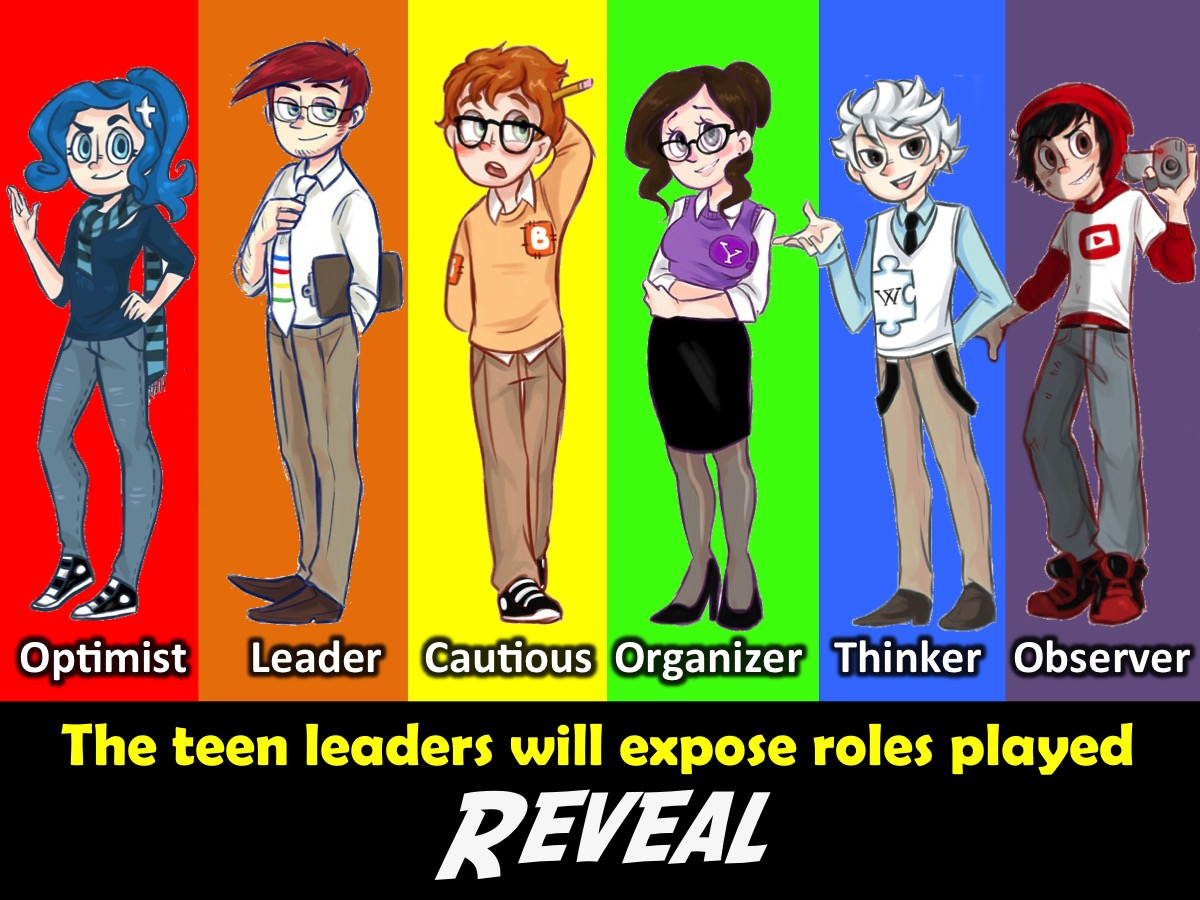 B
Y
W
Optimist
Leader
Cautious
Organizer
Thinker
Observer
The teen leaders will expose roles played
REVEAL